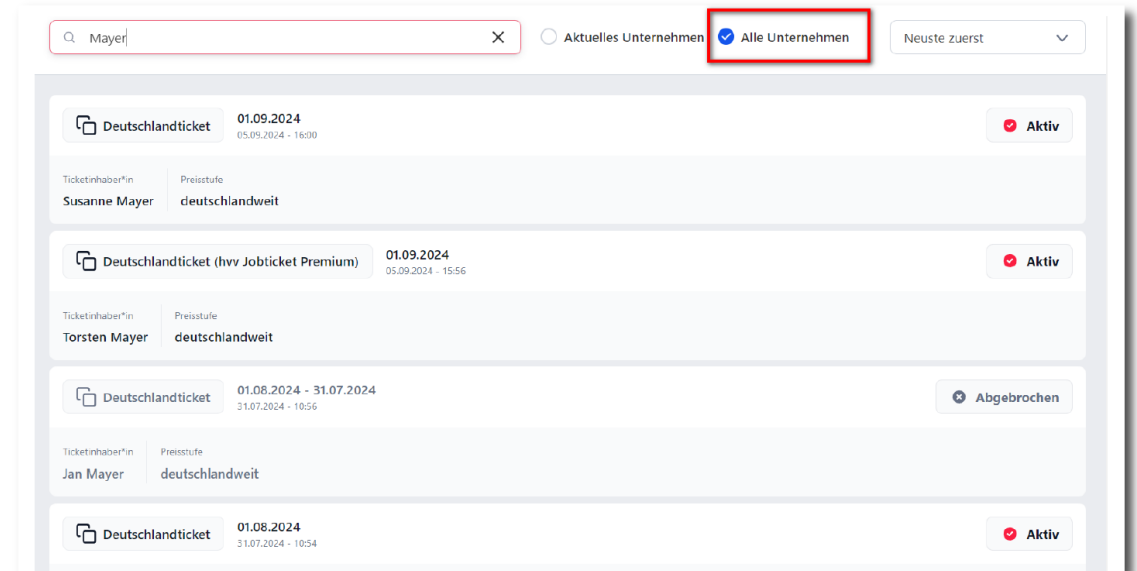 Mayer
Aktuelles Unternehmen
Alle Unternehmen
Neuste zuerst
Deutschlandticket
01.09.2024
05.09.2024 - 16:00
Aktiv
Ticketinhaber*in
Preisstufe
Susanne Mayer
deutschlandweit
Deutschlandticket (hvv Jobticket Premium)
01.09.2024
05.09.2024 - 15:56
Aktiv
Ticketinhaber*in
Preisstufe
Torsten Mayer
deutschlandweit
Deutschlandticket
01.08.2024 - 31.07.2024
31.07.2024 - 10:56
Abgebrochen
Ticketinhaber*in
Preisstufe
Jan Mayer
deutschlandweit
Deutschlandticket
01.08.2024
31.07.2024 - 10:54
Aktiv